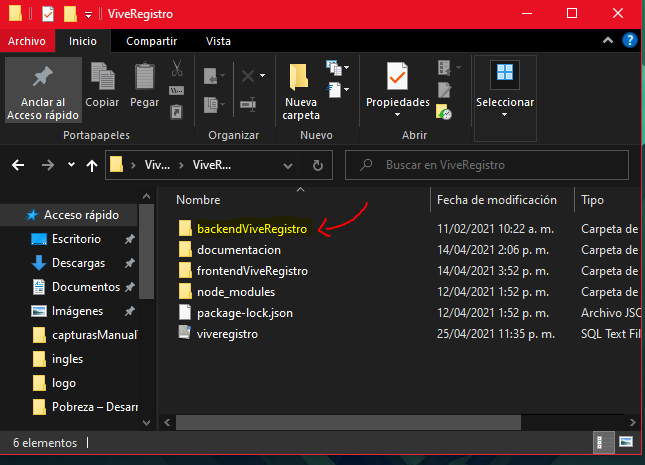 ViveRegistro
Archivo
Inicio
Compartir
Vista
?
Anclar al
Acceso rápido
Copiar
Pegar
Portapapeles
Organizar
Nueva
carpeta
Nuevo
Propiedades
Abrir
Seleccionar
Viv...
ViveR...
Buscar en ViveRegistro
Acceso rápido
Escritorio
Descargas
Documentos
Imágenes
capturasManual
ingles
logo
Pobreza – Desarr
Nombre Fecha de modificación Tipo
backendViveRegistro 11/02/2021 10:22 a. m. Carpeta de
documentacion 14/04/2021 2:06 p. m. Carpeta de
frontendViveRegistro 14/04/2021 3:52 p. m. Carpeta de
node_modules 12/04/2021 1:52 p. m. Carpeta de
package-lock.json 12/04/2021 1:52 p. m. Archivo JSO
viveregistro 25/04/2021 11:35 p. m. SQL Text Fil
6 elementos